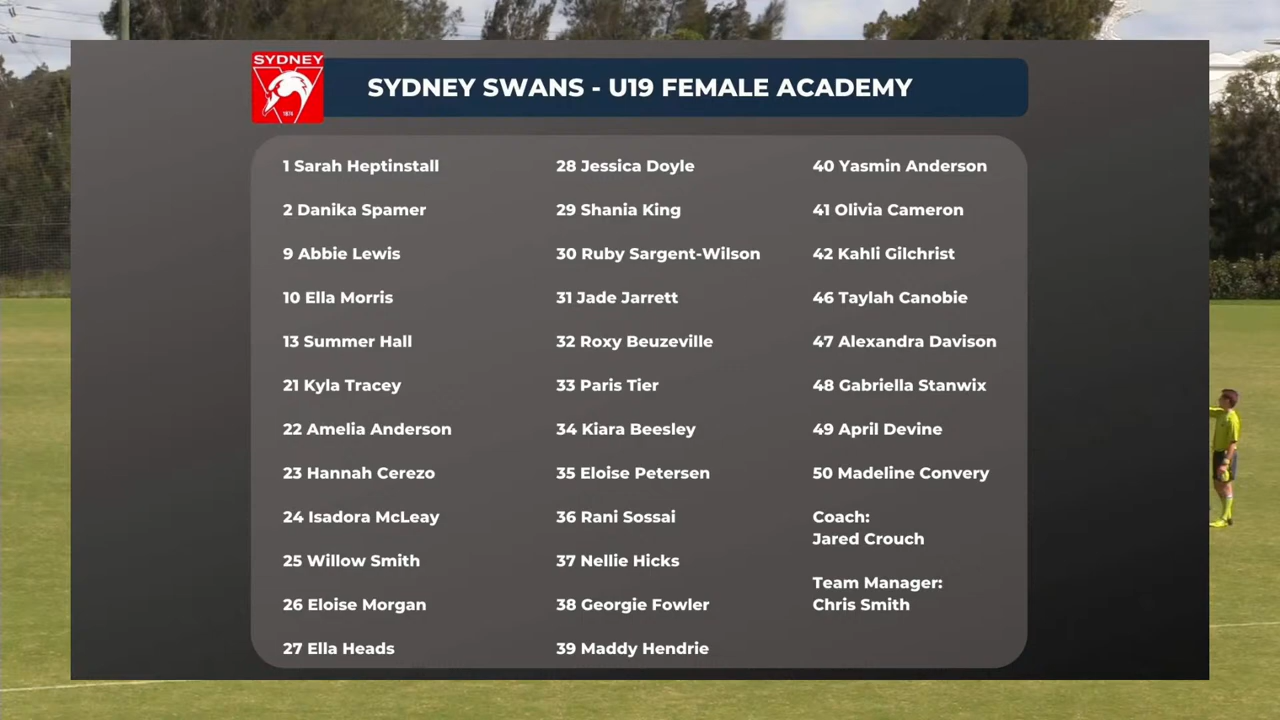 SYDNEY
1874
SYDNEY SWANS - U19 FEMALE ACADEMY
1 Sarah Heptinstall
2 Danika Spamer
9 Abbie Lewis
10 Ella Morris
13 Summer Hall
21 Kyla Tracey
22 Amelia Anderson
23 Hannah Cerezo
24 Isadora McLeay
25 Willow Smith
26 Eloise Morgan
27 Ella Heads
28 Jessica Doyle
29 Shania King
30 Ruby Sargent-Wilson
31 Jade Jarrett
32 Roxy Beuzeville
33 Paris Tier
34 Kiara Beesley
35 Eloise Petersen
36 Rani Sossai
37 Nellie Hicks
38 Georgie Fowler
39 Maddy Hendrie
40 Yasmin Anderson
41 Olivia Cameron
42 Kahli Gilchrist
46 Taylah Canobie
47 Alexandra Davison
48 Gabriella Stanwix
49 April Devine
50 Madeline Convery
Coach:
Jared Crouch
Team Manager:
Chris Smith